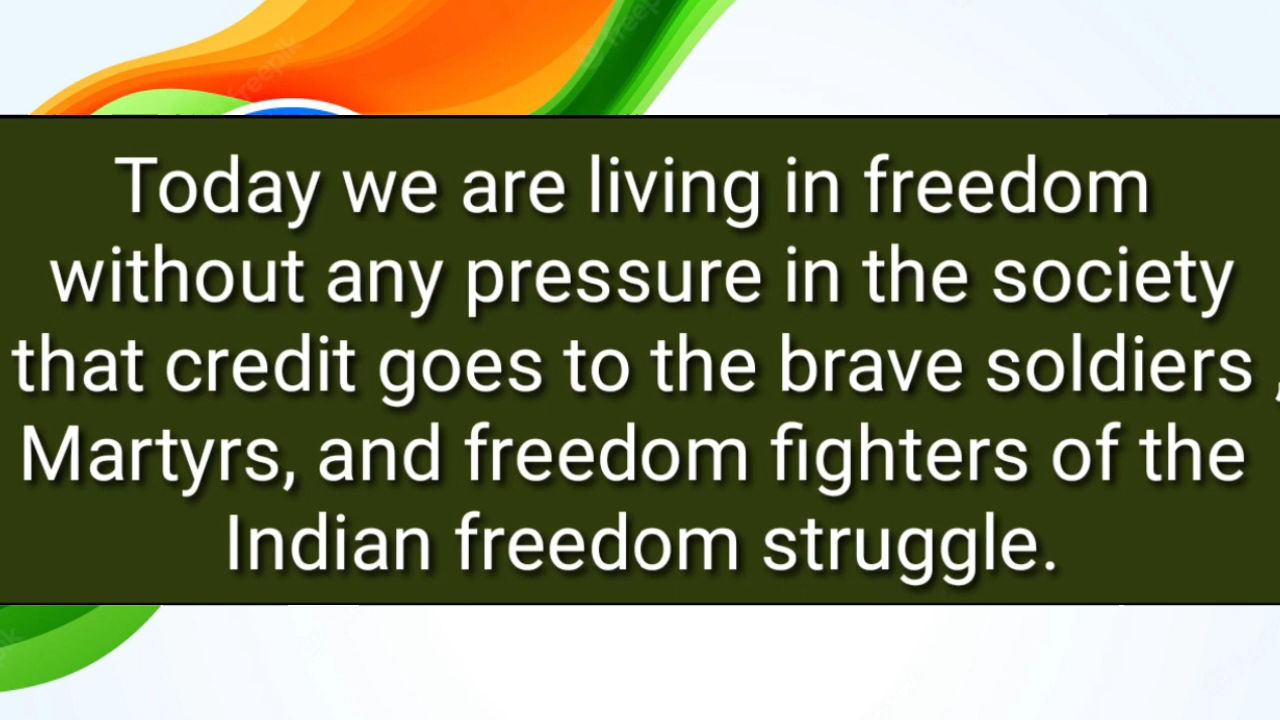 Today we are living in freedom
without any pressure in the society
that credit goes to the brave soldiers ,
Martyrs, and freedom fighters of the
Indian freedom struggle.